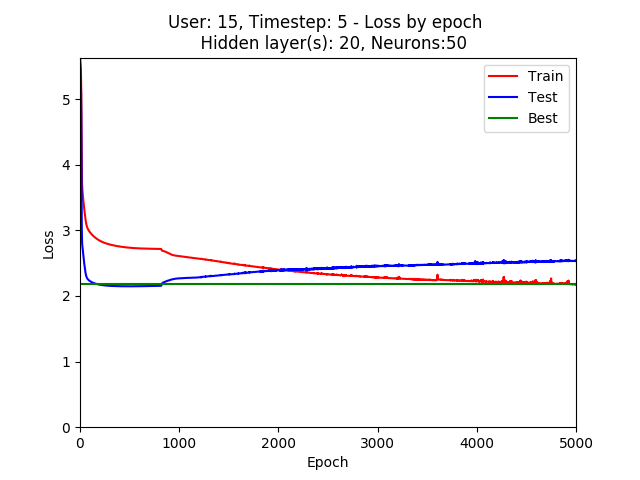 User: 15, Timestep: 5 - Loss by epoch
Hidden layer(s): 20, Neurons:50
Train
Test
Best
Loss
5
4
3
2
1
0
0 1000 2000 3000 4000 5000
Epoch